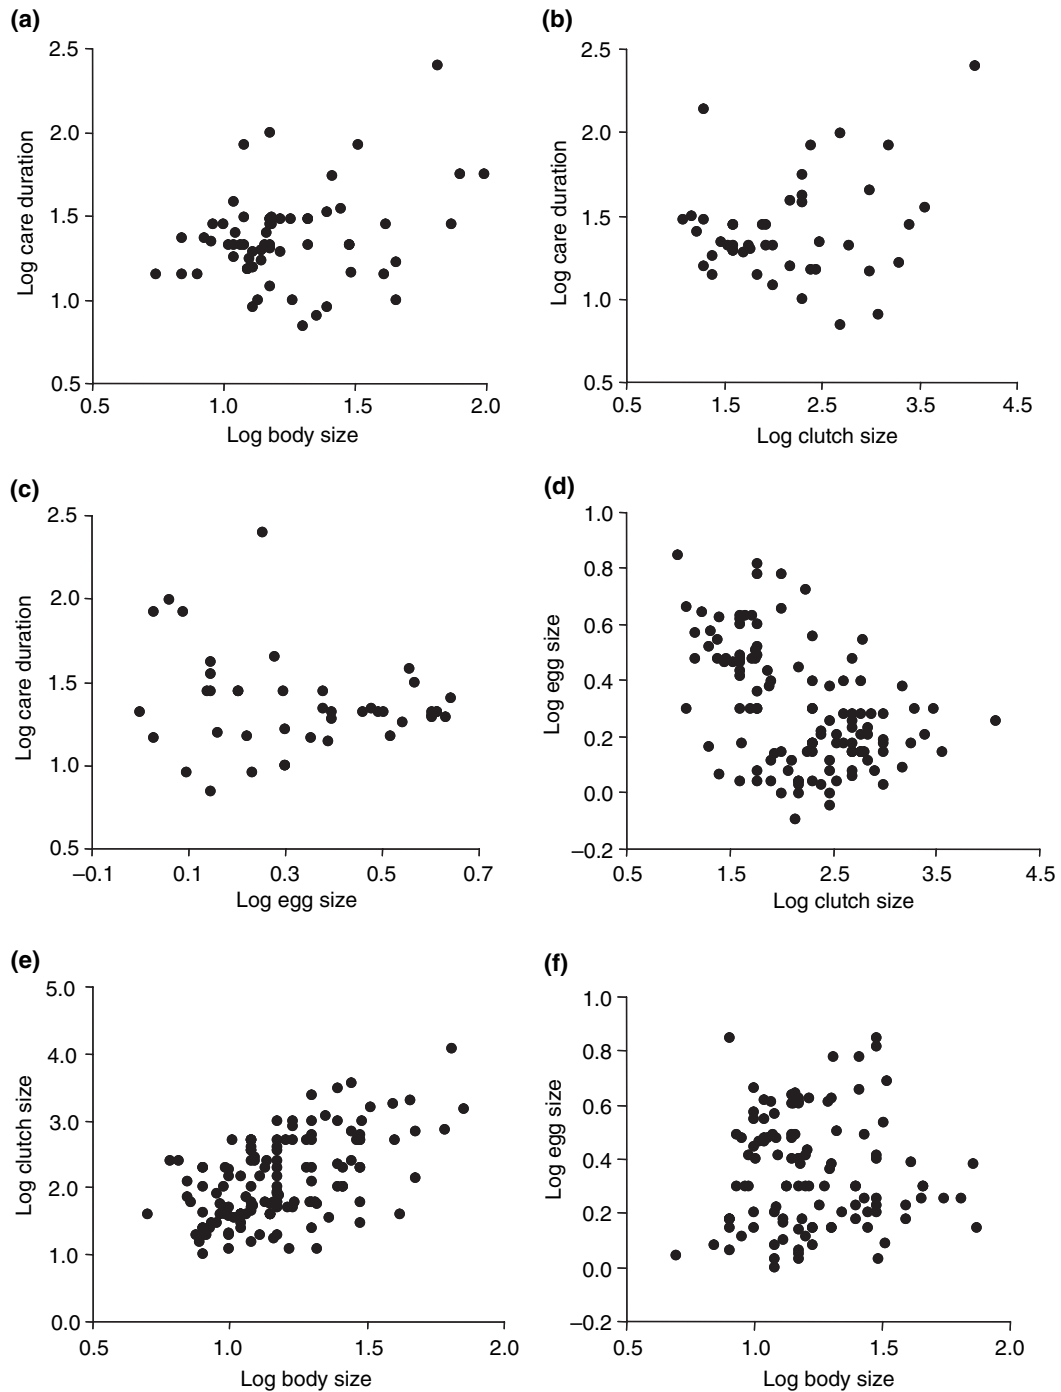 (a)
2.5
2.0
1.5
1.0
0.5
Log care duration
0.5 1.0 1.5 2.0
Log body size
(b)
2.5
2.0
1.5
1.0
0.5
Log care duration
0.5 1.5 2.5 3.5 4.5
Log clutch size
(c)
2.5
2.0
1.5
1.0
0.5
Log care duration
–0.1 0.1 0.3 0.5 0.7
Log egg size
(d)
1.0
0.8
0.6
0.4
0.2
0.0
–0.2
Log egg size
0.5 1.5 2.5 3.5 4.5
Log clutch size
(e)
5.0
4.0
3.0
2.0
1.0
0.0
Log clutch size
0.5 1.0 1.5 2.0
Log body size
(f)
1.0
0.8
0.6
0.4
0.2
0.0
–0.2
Log egg size
0.5 1.0 1.5 2.0
Log body size